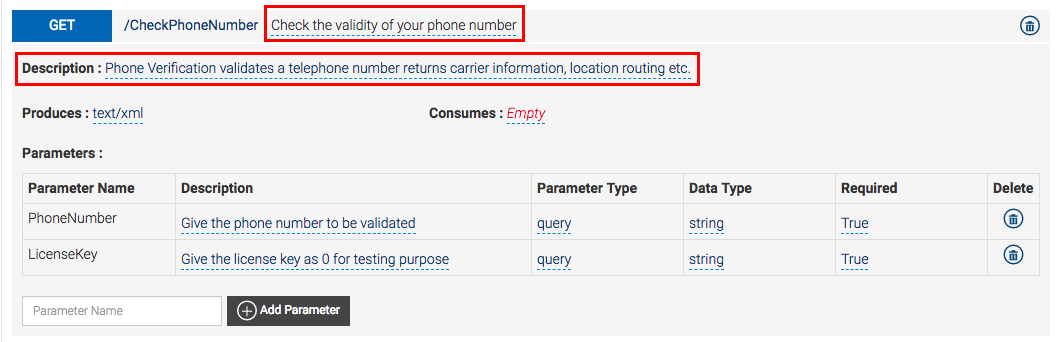 GET /CheckPhoneNumber Check the validity of your phone number
Description : Phone Verification validates a telephone number returns carrier information, location routing etc.
Produces : text/xml Consumes : Empty
Parameters :
Parameter Name Description Parameter Type Data Type Required Delete
PhoneNumber Give the phone number to be validated query string True
LicenseKey Give the license key as 0 for testing purpose query string True
Parameter Name Add Parameter